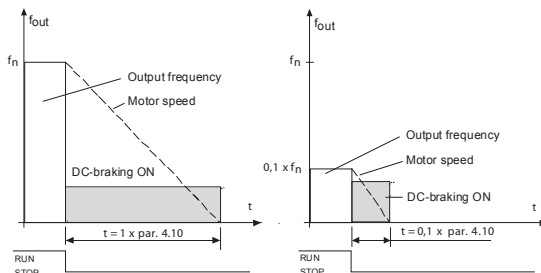 fout
fn
Output frequency
Motor speed
DC-braking ON
t
t = 1 x par. 4.10
RUN
STOP
fout
fn
Output frequency
Motor speed
0,1 x fn
DC-braking ON
t
t = 0,1 x par. 4.10
RUN
STOP